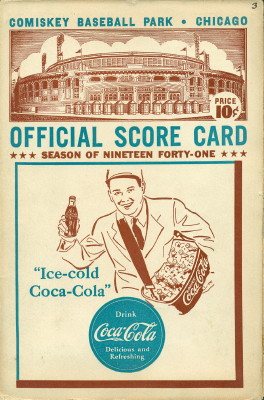 3
COMISKEY BASEBALL PARK • CHICAGO
PRICE
10¢
OFFICIAL SCORE CARD
★★★ SEASON OF NINETEEN FORTY-ONE ★★★
"Ice-cold
Coca-Cola"
Coca-Cola
Drink
Coca-Cola
Delicious and
Refreshing